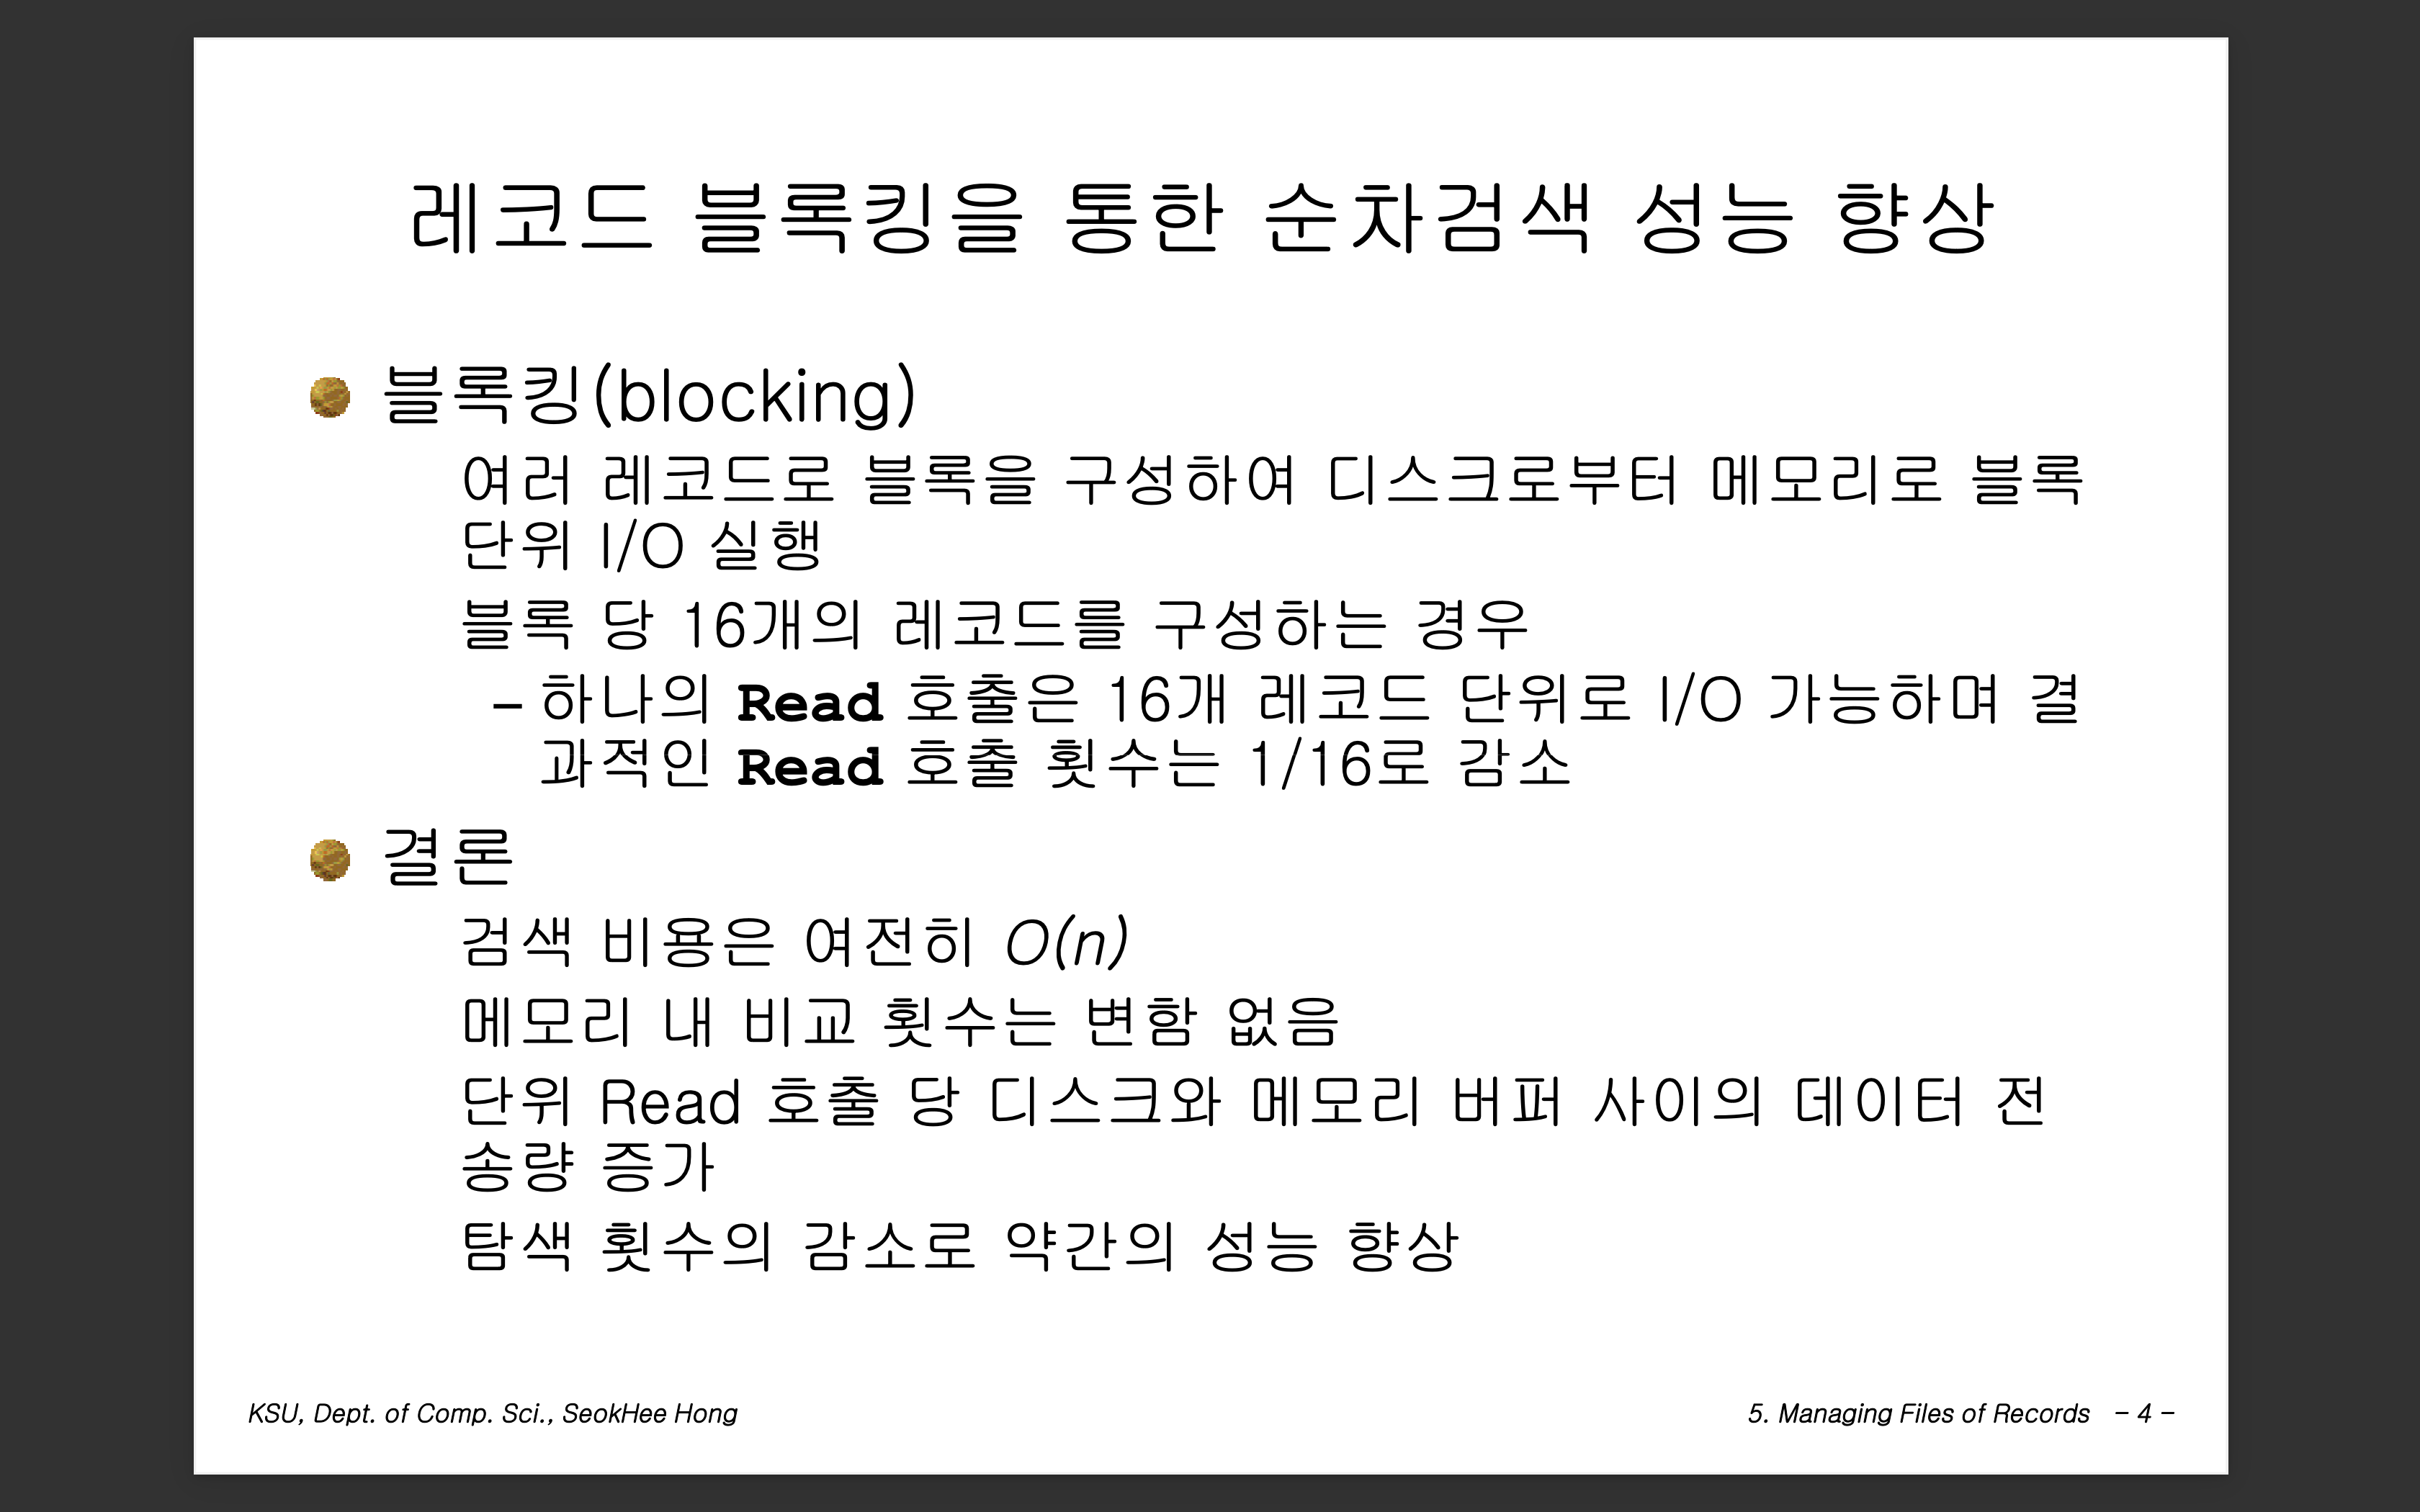 레코드 블록킹을 통한 순차검색 성능 향상
블록킹(blocking)
여러 레코드로 블록을 구성하여 디스크로부터 메모리로 블록
단위 I/O 실행
블록 당 16개의 레코드를 구성하는 경우
– 하나의 Read 호출은 16개 레코드 단위로 I/O 가능하며 결
과적인 Read 호출 횟수는 1/16로 감소
결론
검색 비용은 여전히 O(n)
메모리 내 비교 횟수는 변함 없음
단위 Read 호출 당 디스크와 메모리 버퍼 사이의 데이터 전
송량 증가
탐색 횟수의 감소로 약간의 성능 향상
KSU, Dept. of Comp. Sci., SeokHee Hong
5. Managing Files of Records – 4 –